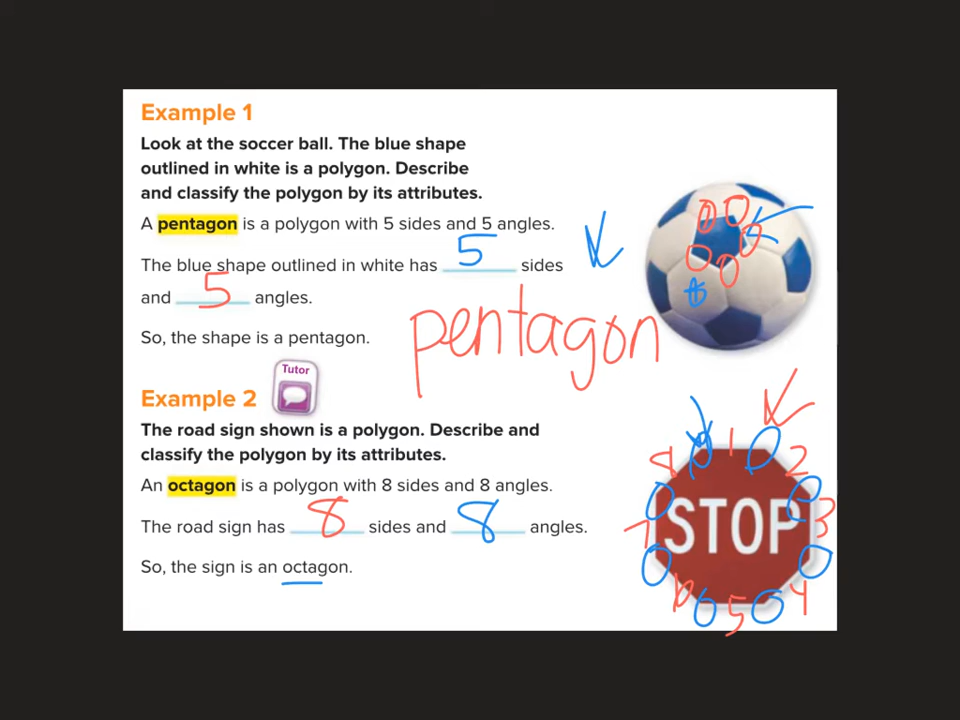 Example 1
Look at the soccer ball. The blue shape
outlined in white is a polygon. Describe
and classify the polygon by its attributes.
A pentagon is a polygon with 5 sides and 5 angles.
The blue shape outlined in white has 5 sides
and 5 angles.
So, the shape is a pentagon.
pentagon
Tutor
Example 2
The road sign shown is a polygon. Describe and
classify the polygon by its attributes.
An octagon is a polygon with 8 sides and 8 angles.
The road sign has 8 sides and 8 angles.
So, the sign is an octagon.
1
2
3
4
5
6
7
8
STOP